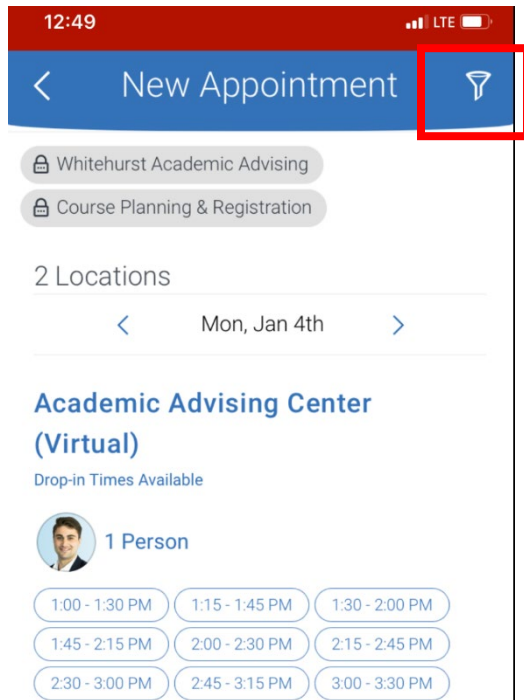 12:49 LTE
New Appointment
Whitehurst Academic Advising
Course Planning & Registration
2 Locations
Mon, Jan 4th
Academic Advising Center
(Virtual)
Drop-in Times Available
1 Person
1:00 - 1:30 PM 1:15 - 1:45 PM 1:30 - 2:00 PM
1:45 - 2:15 PM 2:00 - 2:30 PM 2:15 - 2:45 PM
2:30 - 3:00 PM 2:45 - 3:15 PM 3:00 - 3:30 PM